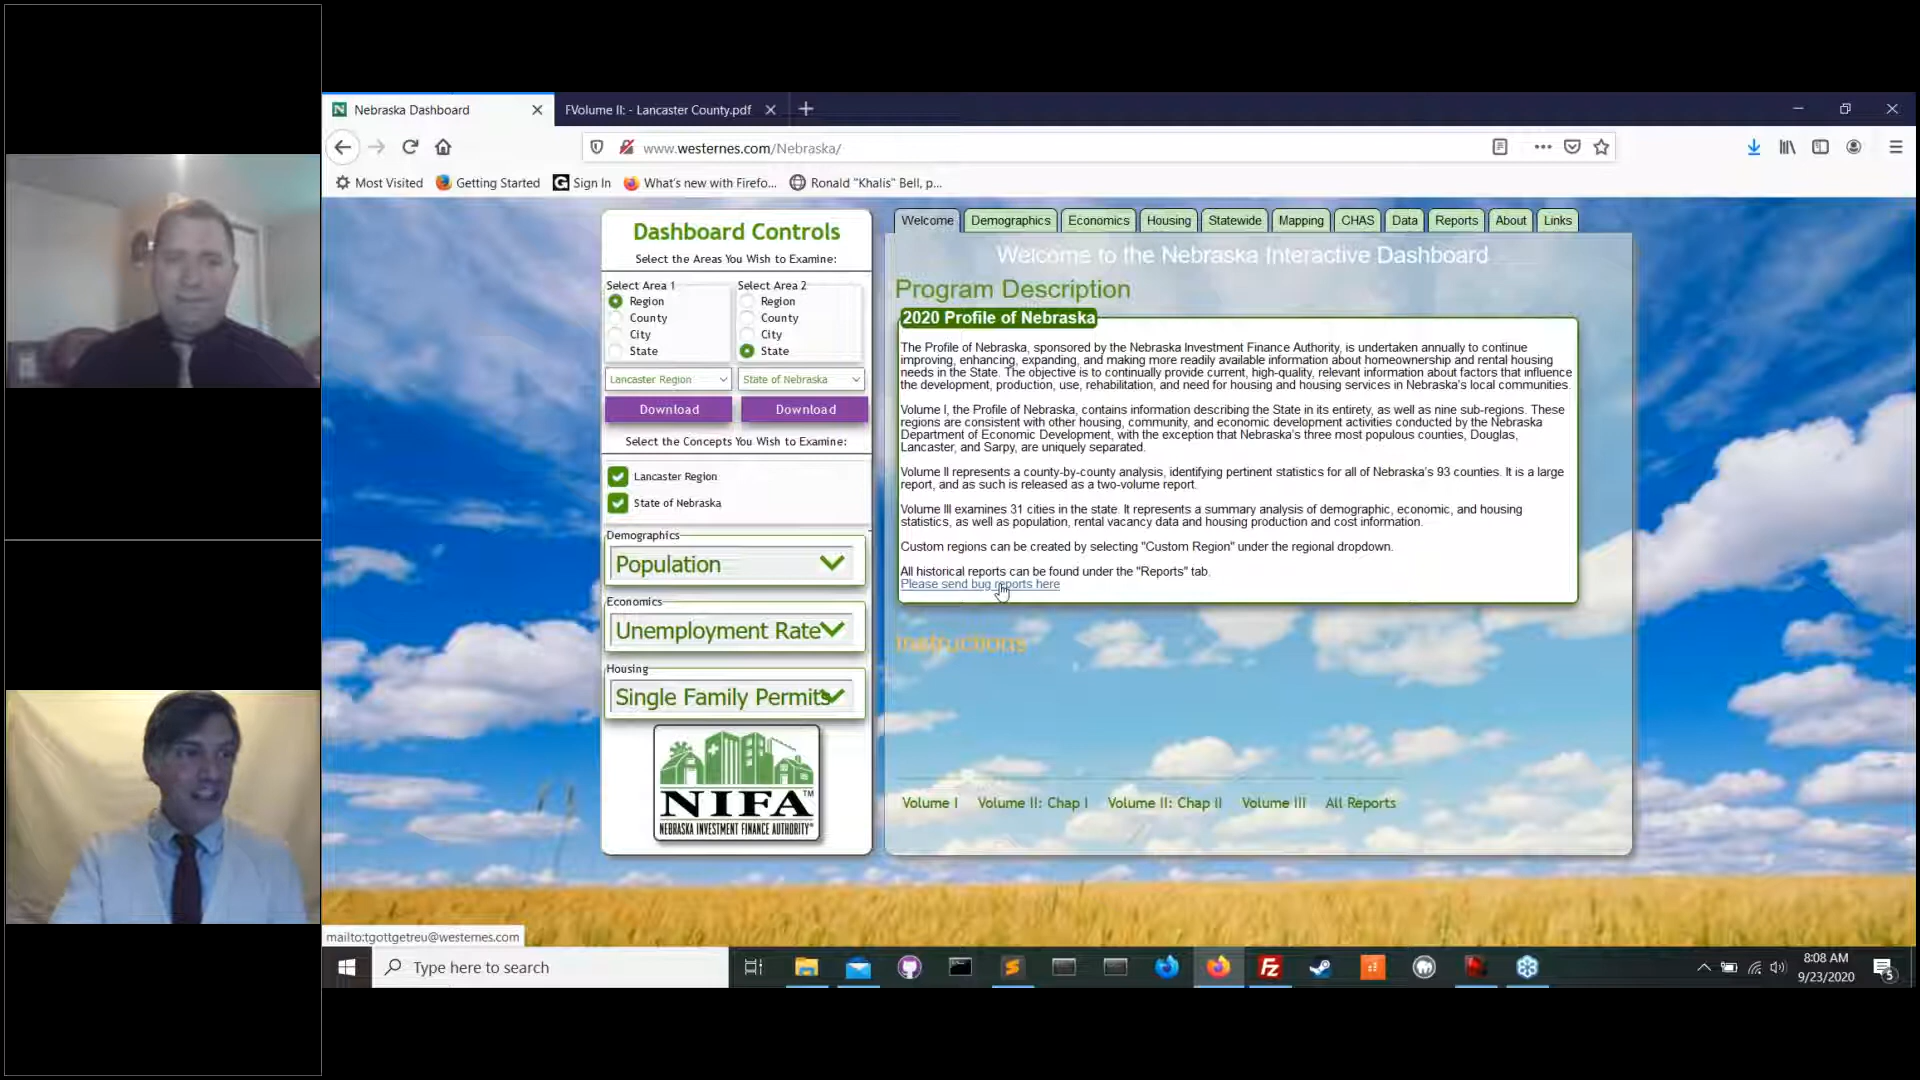 Nebraska Dashboard
FVolume II: - Lancaster County.pdf
www.westernes.com/Nebraska/
Most Visited
Getting Started
Sign In
What's new with Firefo...
Ronald "Khalis" Bell, p...
Dashboard Controls
Select the Areas You Wish to Examine:
Select Area 1
Region
County
City
State
Select Area 2
Region
County
City
State
Lancaster Region
State of Nebraska
Download
Download
Select the Concepts You Wish to Examine:
Lancaster Region
State of Nebraska
Demographics
Population
Economics
Unemployment Rate
Housing
Single Family Permits
NIFA™
NEBRASKA INVESTMENT FINANCE AUTHORITY
Welcome
Demographics
Economics
Housing
Statewide
Mapping
CHAS
Data
Reports
About
Links
Welcome to the Nebraska Interactive Dashboard
Program Description
2020 Profile of Nebraska
The Profile of Nebraska, sponsored by the Nebraska Investment Finance Authority, is undertaken annually to continue
improving, enhancing, expanding, and making more readily available information about homeownership and rental housing
needs in the State. The objective is to continually provide current, high-quality, relevant information about factors that influence
the development, production, use, rehabilitation, and need for housing and housing services in Nebraska's local communities.
Volume I, the Profile of Nebraska, contains information describing the State in its entirety, as well as nine sub-regions. These
regions are consistent with other housing, community, and economic development activities conducted by the Nebraska
Department of Economic Development, with the exception that Nebraska's three most populous counties, Douglas,
Lancaster, and Sarpy, are uniquely separated.
Volume II represents a county-by-county analysis, identifying pertinent statistics for all of Nebraska's 93 counties. It is a large
report, and as such is released as a two-volume report.
Volume III examines 31 cities in the state. It represents a summary analysis of demographic, economic, and housing
statistics, as well as population, rental vacancy data and housing production and cost information.
Custom regions can be created by selecting "Custom Region" under the regional dropdown.
All historical reports can be found under the "Reports" tab.
Please send bug reports here
Instructions
Volume I
Volume II: Chap I
Volume II: Chap II
Volume III
All Reports
mailto:tgottgetreu@westernes.com
Type here to search
8:08 AM
9/23/2020
5